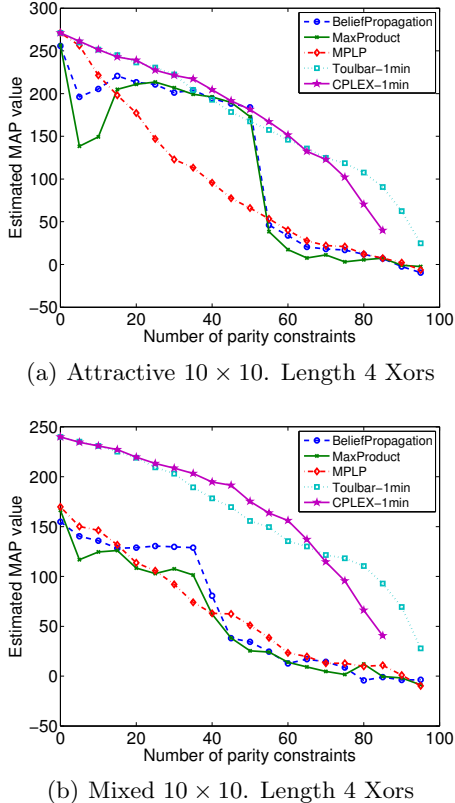 300
250
200
150
100
50
0
−50
Estimated MAP value
BeliefPropagation
MaxProduct
MPLP
Toulbar−1min
CPLEX−1min
0 20 40 60 80 100
Number of parity constraints
(a) Attractive 10 × 10. Length 4 Xors
250
200
150
100
50
0
−50
Estimated MAP value
BeliefPropagation
MaxProduct
MPLP
Toulbar−1min
CPLEX−1min
0 20 40 60 80 100
Number of parity constraints
(b) Mixed 10 × 10. Length 4 Xors